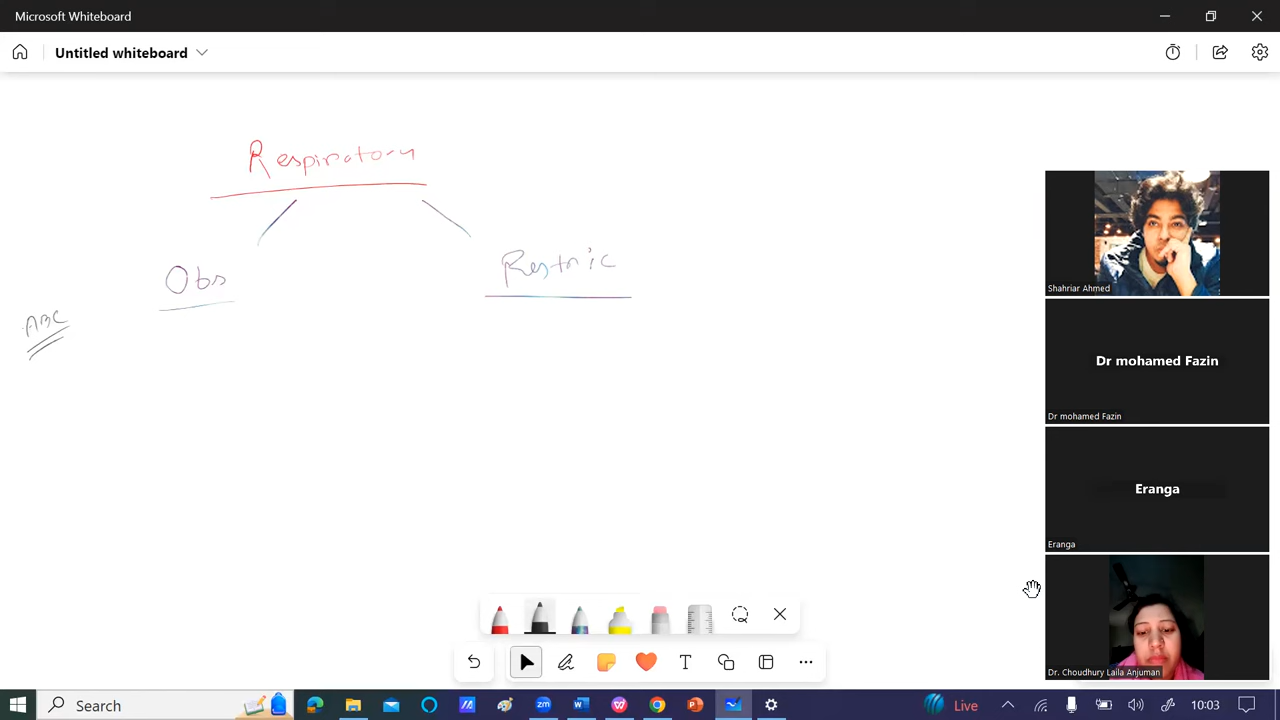 Microsoft Whiteboard
Untitled whiteboard
Respiratory
Obs
Restric
ABC
Shahriar Ahmed
Dr mohamed Fazin
Dr mohamed Fazin
Eranga
Eranga
Dr. Choudhury Laila Anjuman
Search
Live
10:03